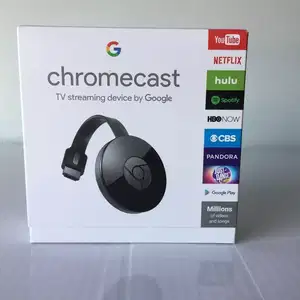 G
chromecast
TV streaming device by Google
YouTube
NETFLIX
hulu
Spotify
HBO NOW
CBS
PANDORA
Google Play
Millions
of videos
and songs